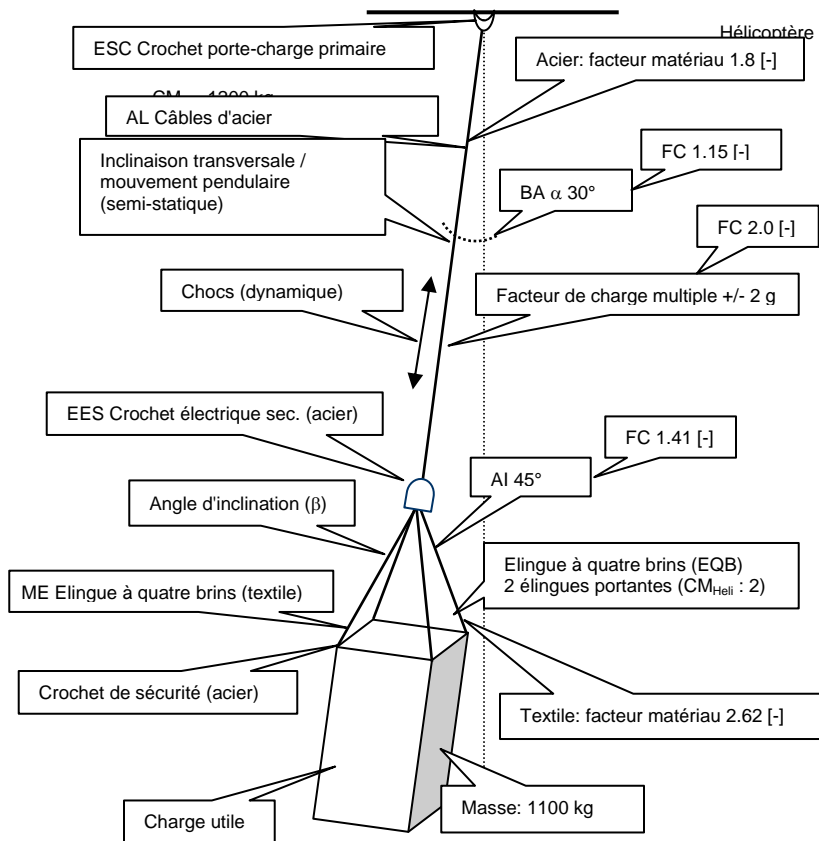 Hélicoptère
ESC Crochet porte-charge primaire
Acier: facteur matériau 1.8 [-]
AL Câbles d'acier
Inclinaison transversale /
mouvement pendulaire
(semi-statique)
FC 1.15 [-]
BA α 30°
FC 2.0 [-]
Chocs (dynamique)
Facteur de charge multiple +/- 2 g
EES Crochet électrique sec. (acier)
FC 1.41 [-]
AI 45°
Angle d'inclination (β)
Elingue à quatre brins (EQB)
2 élingues portantes (CMHeli : 2)
ME Elingue à quatre brins (textile)
Crochet de sécurité (acier)
Textile: facteur matériau 2.62 [-]
Masse: 1100 kg
Charge utile